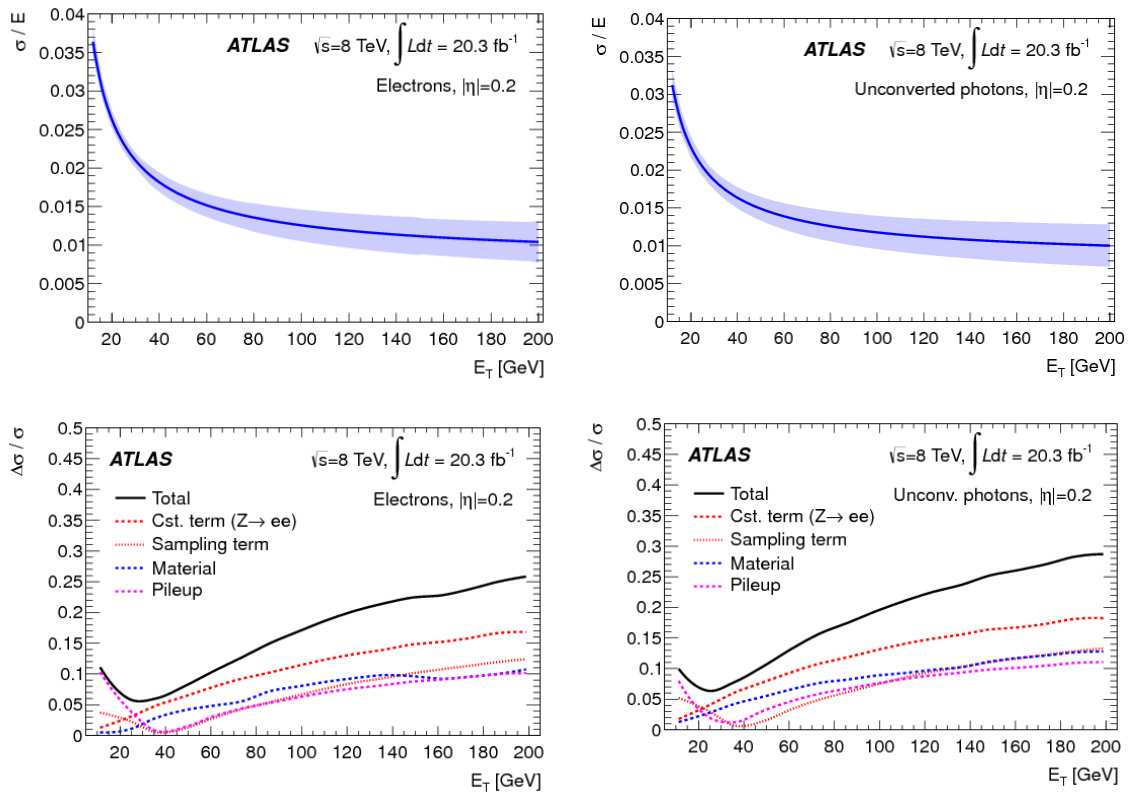 σ / E
0.04
0.035
0.03
0.025
0.02
0.015
0.01
0.005
0
ATLAS √s=8 TeV, ∫Ldt = 20.3 fb⁻¹
Electrons, |η|=0.2
20 40 60 80 100 120 140 160 180 200
E_T [GeV]
σ / E
0.04
0.035
0.03
0.025
0.02
0.015
0.01
0.005
0
ATLAS √s=8 TeV, ∫Ldt = 20.3 fb⁻¹
Unconverted photons, |η|=0.2
20 40 60 80 100 120 140 160 180 200
E_T [GeV]
Δσ / σ
0.5
0.45
0.4
0.35
0.3
0.25
0.2
0.15
0.1
0.05
0
ATLAS √s=8 TeV, ∫Ldt = 20.3 fb⁻¹
Electrons, |η|=0.2
Total
Cst. term (Z→ ee)
Sampling term
Material
Pileup
20 40 60 80 100 120 140 160 180 200
E_T [GeV]
Δσ / σ
0.5
0.45
0.4
0.35
0.3
0.25
0.2
0.15
0.1
0.05
0
ATLAS √s=8 TeV, ∫Ldt = 20.3 fb⁻¹
Unconv. photons, |η|=0.2
Total
Cst. term (Z→ ee)
Sampling term
Material
Pileup
20 40 60 80 100 120 140 160 180 200
E_T [GeV]